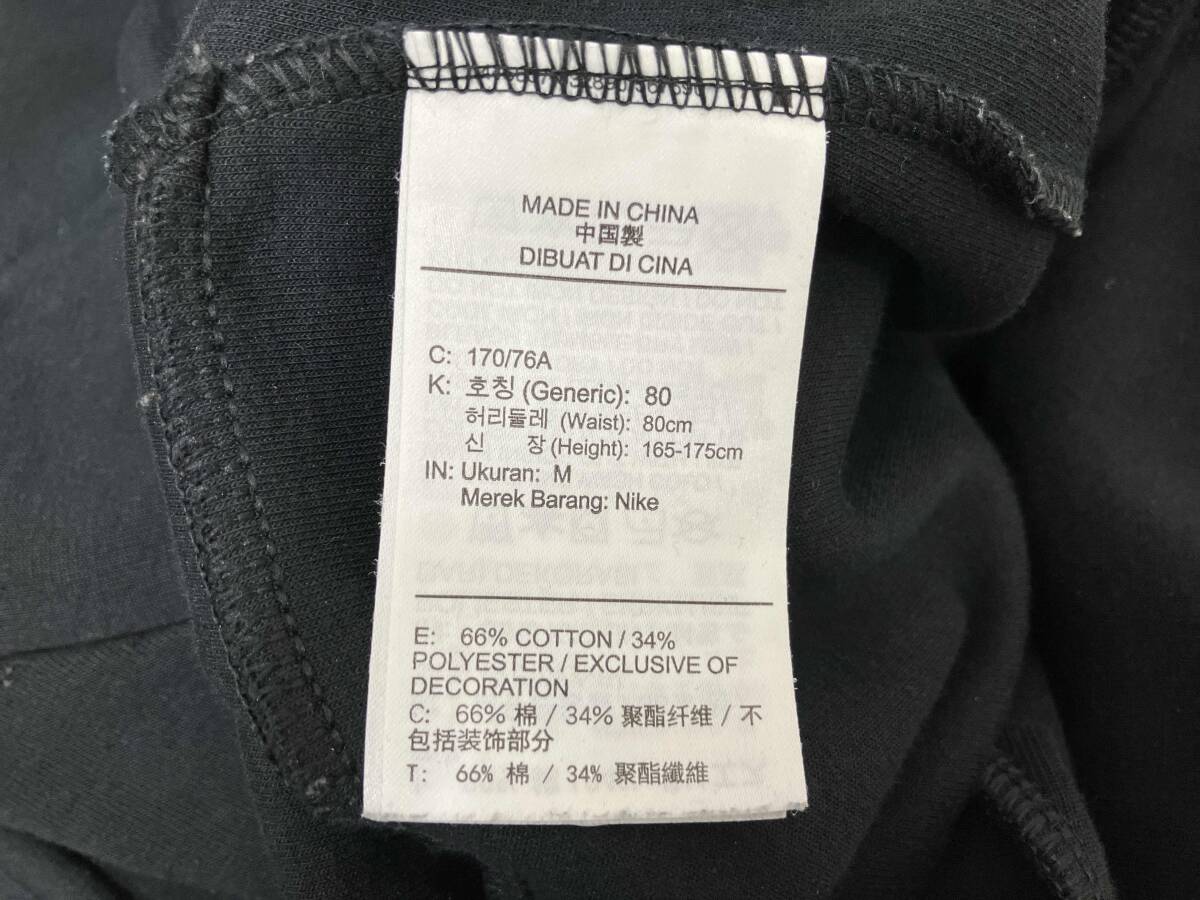 MADE IN CHINA
中国製
DIBUAT DI CINA
C: 170/76A
K: 호칭 (Generic): 80
허리둘레 (Waist): 80cm
신 장 (Height): 165-175cm
IN: Ukuran: M
Merek Barang: Nike
E: 66% COTTON / 34%
POLYESTER / EXCLUSIVE OF
DECORATION
C: 66% 棉 / 34% 聚酯纤维 / 不
包括装饰部分
T: 66% 棉 / 34% 聚酯纖維